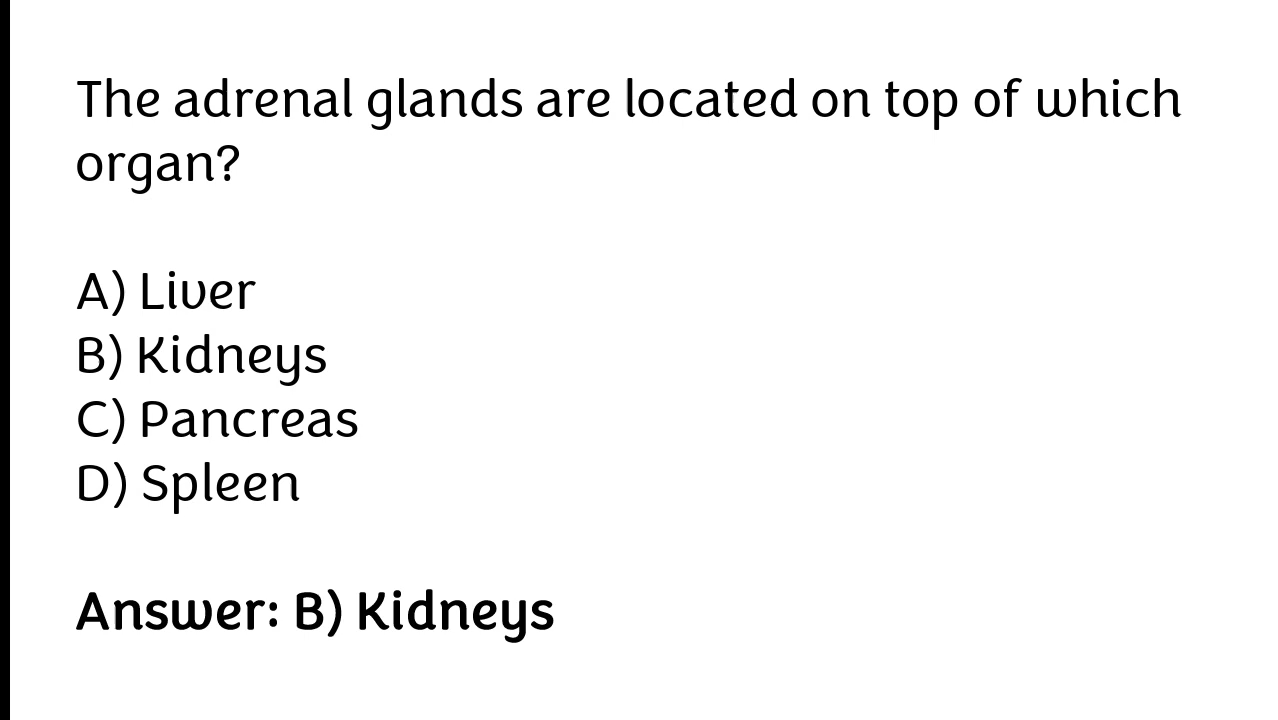 The adrenal glands are located on top of which
organ?
A) Liver
B) Kidneys
C) Pancreas
D) Spleen
Answer: B) Kidneys